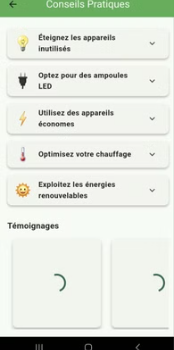 Conseils Pratiques
Éteignez les appareils
inutilisés
Optez pour des ampoules
LED
Utilisez des appareils
économes
Optimisez votre chauffage
Exploitez les énergies
renouvelables
Témoignages